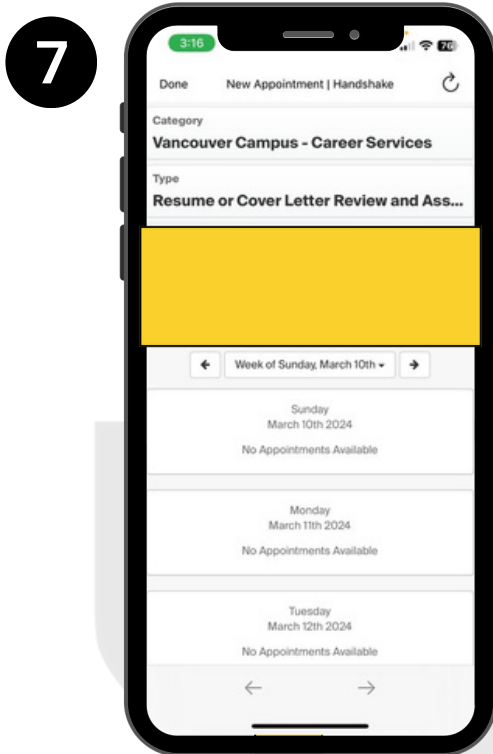 7
3:16
76
Done New Appointment | Handshake
Category
Vancouver Campus - Career Services
Type
Resume or Cover Letter Review and Ass...
Week of Sunday, March 10th
Sunday
March 10th 2024
No Appointments Available
Monday
March 11th 2024
No Appointments Available
Tuesday
March 12th 2024
No Appointments Available